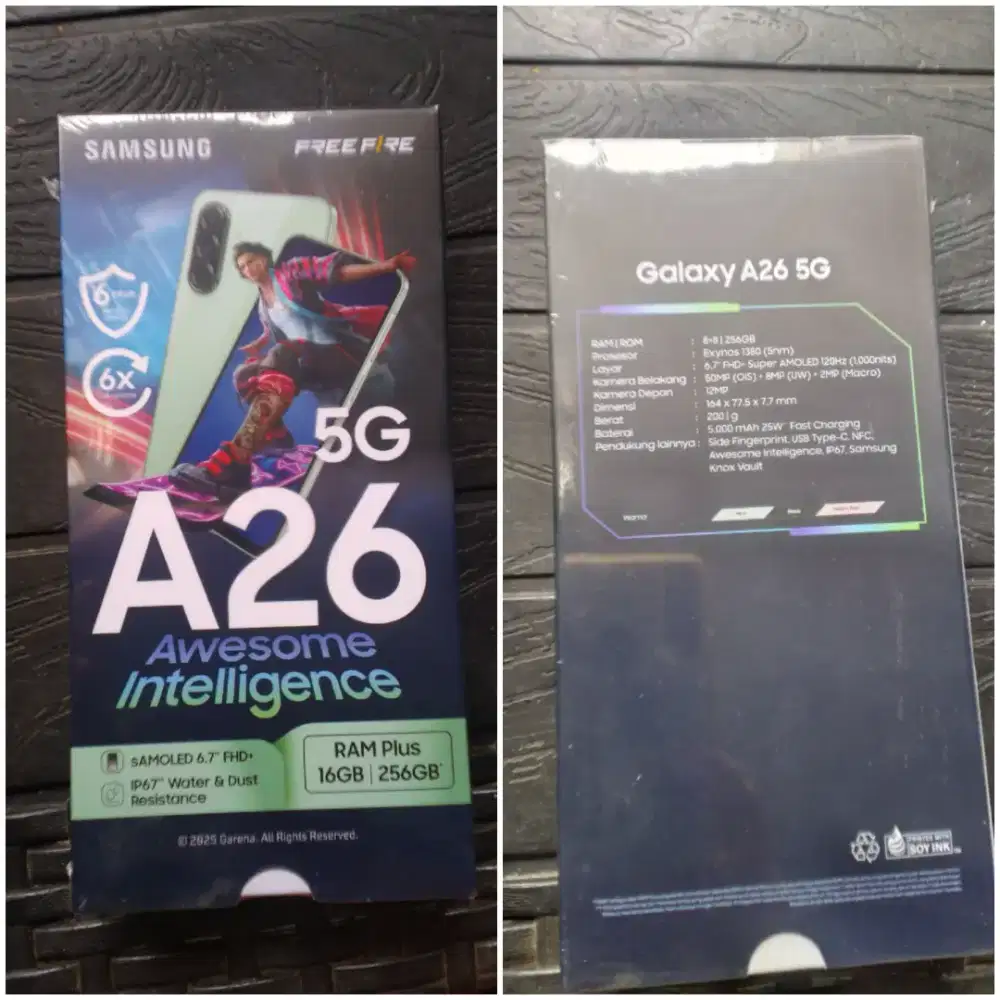 SAMSUNG
FREE FIRE
6
6x
5G
A26
Awesome
Intelligence
sAMOLED 6.7" FHD+
IP67* Water & Dust
Resistance
RAM Plus
16GB | 256GB*
© 2025 Garena. All Rights Reserved.
Galaxy A26 5G
RAM | ROM : 8+8 | 256GB
Prosesor : Exynos 1380 (5nm)
Layar : 6.7" FHD+ Super AMOLED 120Hz (1,000nits)
Kamera Belakang : 50MP (OIS) + 8MP (UW) + 2MP (Macro)
Kamera Depan : 12MP
Dimensi : 164 x 77.5 x 7.7 mm
Berat : 200 | g
Baterai : 5,000 mAh 25W* Fast Charging
Pendukung lainnya : Side Fingerprint, USB Type-C, NFC,
Awesome Intelligence, IP67, Samsung
Knox Vault
Warna
PRINTED WITH
SOY INK